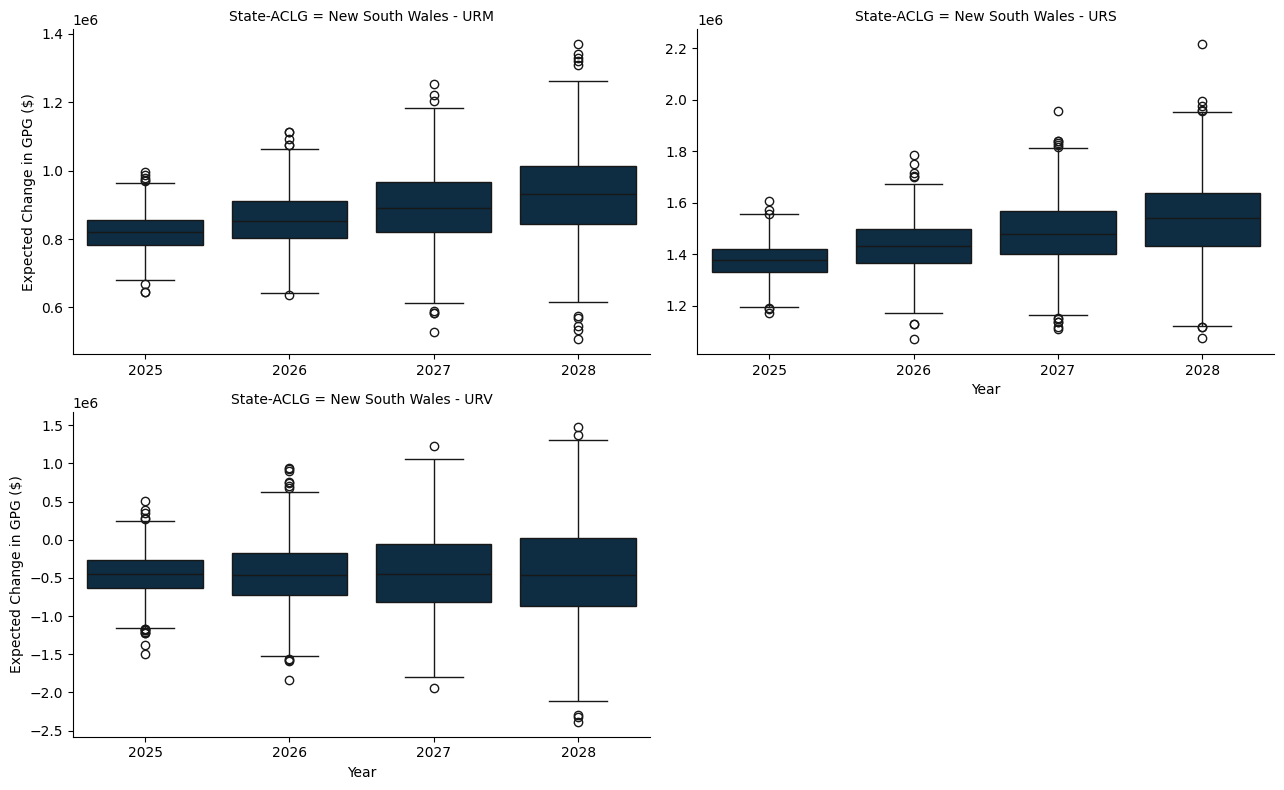 State-ACLG = New South Wales - URM
1e6
Expected Change in GPG ($)
1.4
1.2
1.0
0.8
0.6
2025 2026 2027 2028
State-ACLG = New South Wales - URS
1e6
2.2
2.0
1.8
1.6
1.4
1.2
2025 2026 2027 2028
Year
State-ACLG = New South Wales - URV
1e6
Expected Change in GPG ($)
1.5
1.0
0.5
0.0
−0.5
−1.0
−1.5
−2.0
−2.5
2025 2026 2027 2028
Year